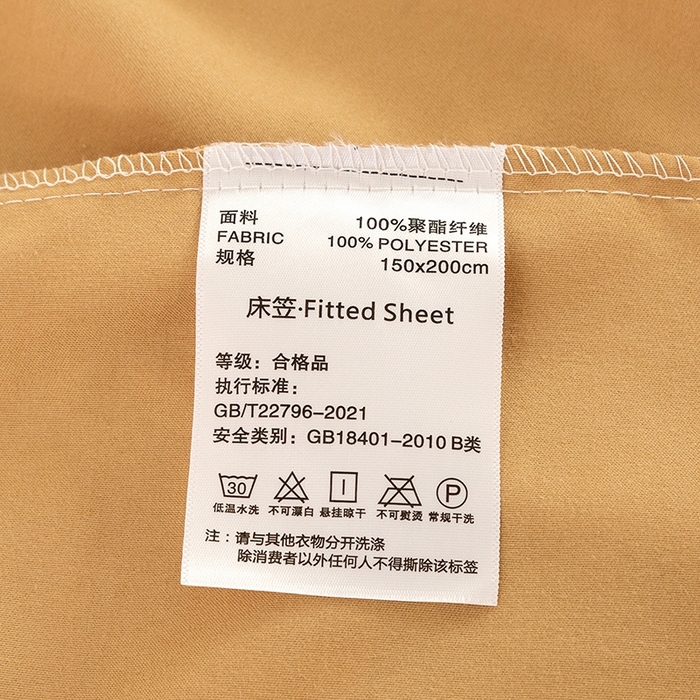 面料 100%聚酯纤维
FABRIC 100% POLYESTER
规格 150x200cm
床笠·Fitted Sheet
等级：合格品
执行标准：
GB/T22796-2021
安全类别：GB18401-2010 B类
30 P
低温水洗 不可漂白 悬挂晾干 不可熨烫 常规干洗
注：请与其他衣物分开洗涤
除消费者以外任何人不得撕除该标签